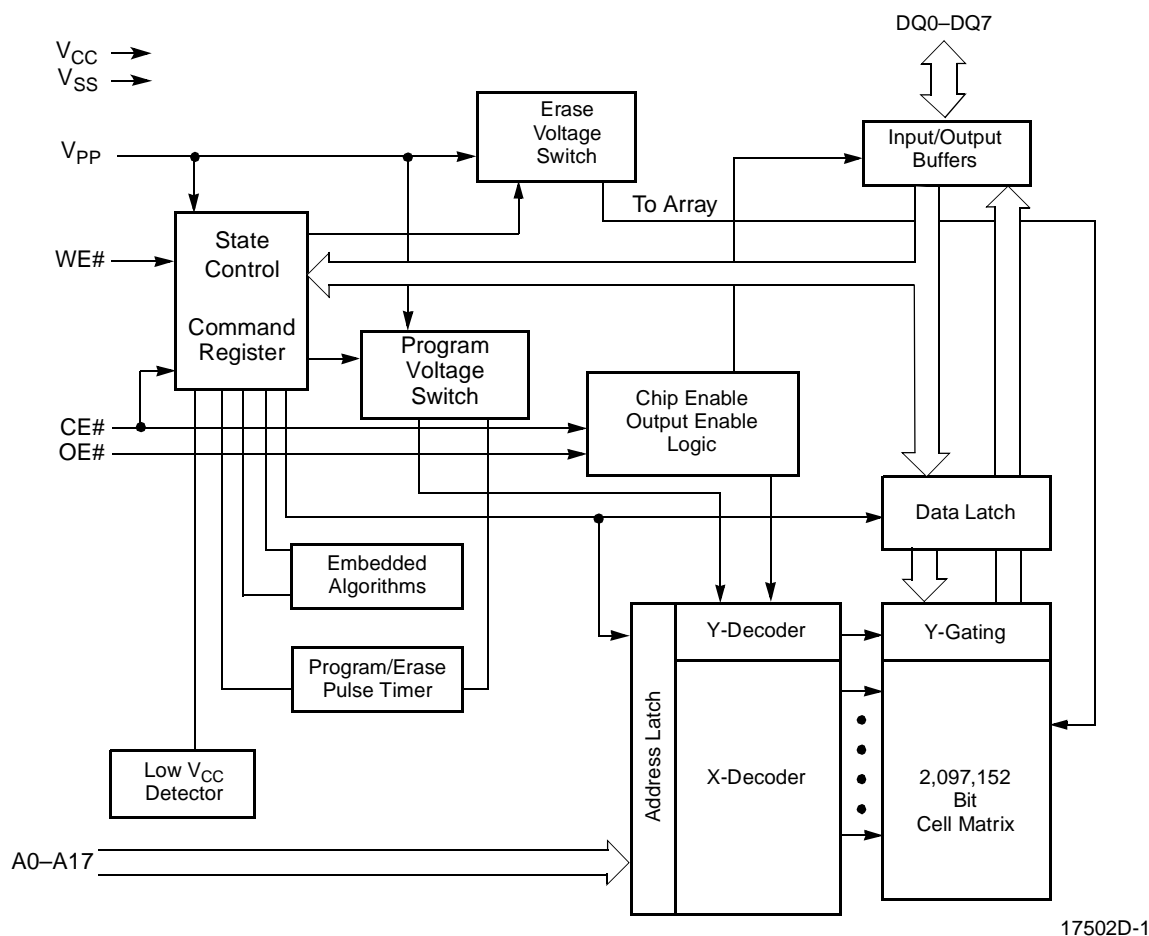 DQ0–DQ7
VCC
VSS
Erase
Voltage
Switch
Input/Output
Buffers
VPP
To Array
State
Control
WE#
Command
Register
Program
Voltage
Switch
Chip Enable
Output Enable
Logic
CE#
OE#
Data Latch
Embedded
Algorithms
Y-Decoder
Y-Gating
Program/Erase
Pulse Timer
Address Latch
X-Decoder
2,097,152
Bit
Cell Matrix
Low VCC
Detector
A0–A17
17502D-1